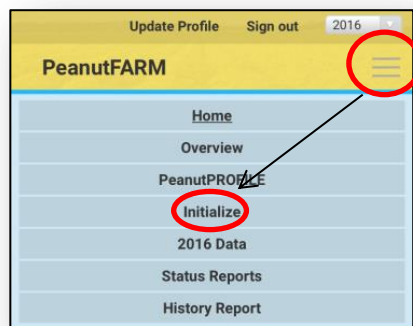 Update Profile Sign out 2016
PeanutFARM
Home
Overview
PeanutPROFILE
Initialize
2016 Data
Status Reports
History Report